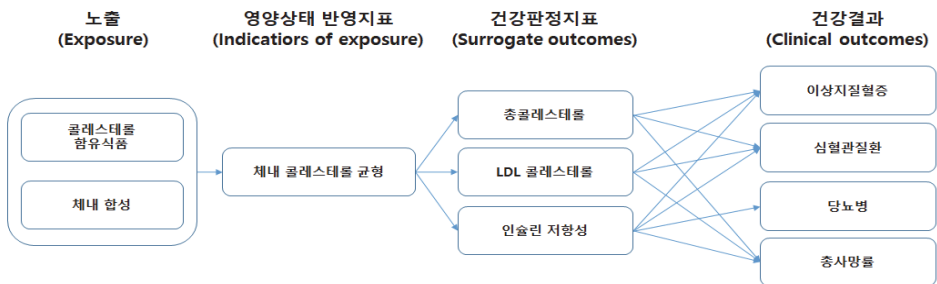 노출
(Exposure)
영양상태 반영지표
(Indicatiors of exposure)
건강판정지표
(Surrogate outcomes)
건강결과
(Clinical outcomes)
콜레스테롤
함유식품
체내 합성
체내 콜레스테롤 균형
총콜레스테롤
LDL 콜레스테롤
인슐린 저항성
이상지질혈증
심혈관질환
당뇨병
총사망률